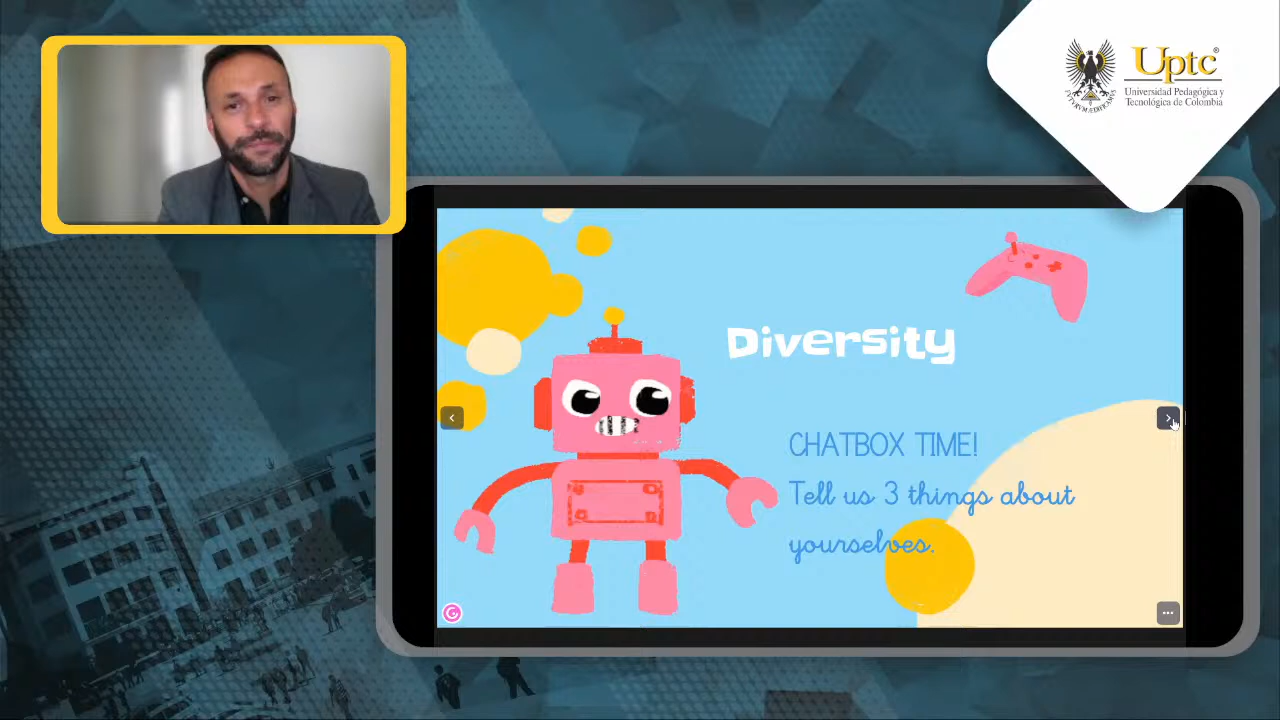 Uptc
Universidad Pedagógica y
Tecnológica de Colombia
Diversity
CHATBOX TIME!
Tell us 3 things about
yourselves.